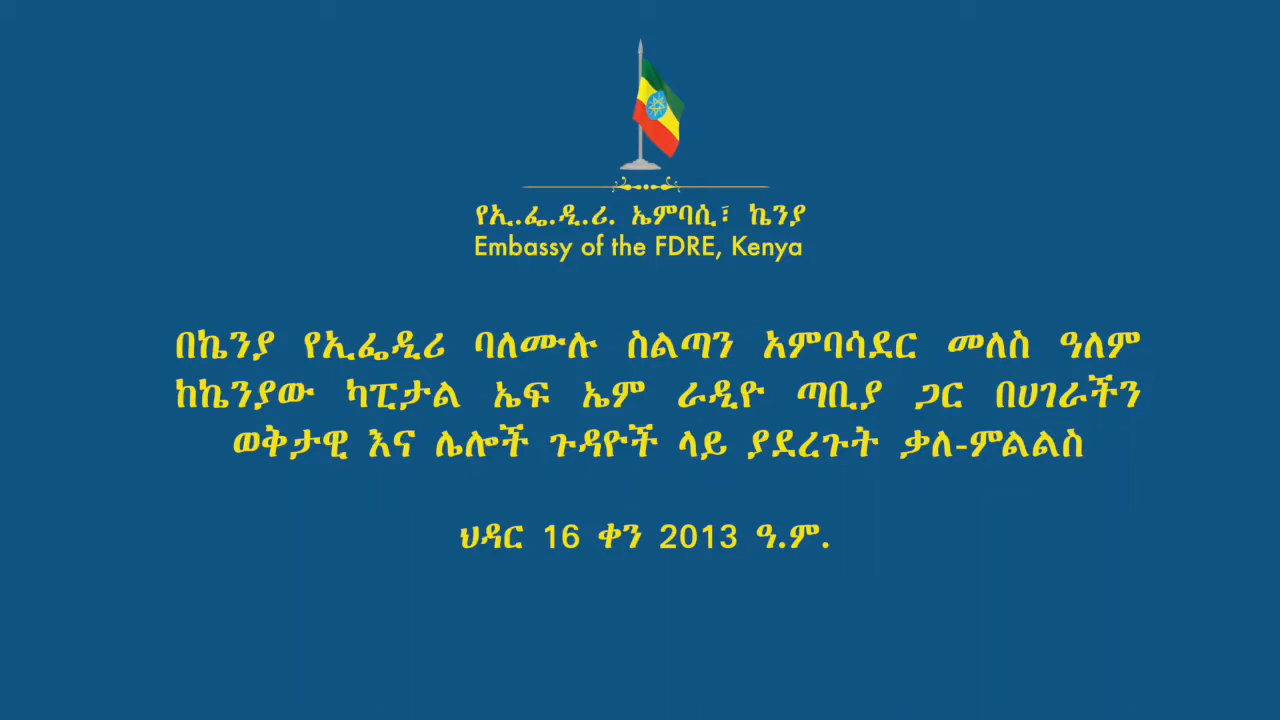 የኢ.ፌ.ዲ.ሪ. ኤምባሲ፣ ኬንያ
Embassy of the FDRE, Kenya
በኬንያ የኢፌዲሪ ባለሙሉ ስልጣን አምባሳደር መለስ ዓለም
ከኬንያው ካፒታል ኤፍ ኤም ራዲዮ ጣቢያ ጋር በሀገራችን
ወቅታዊ እና ሌሎች ጉዳዮች ላይ ያደረጉት ቃለ-ምልልስ
ህዳር 16 ቀን 2013 ዓ.ም.